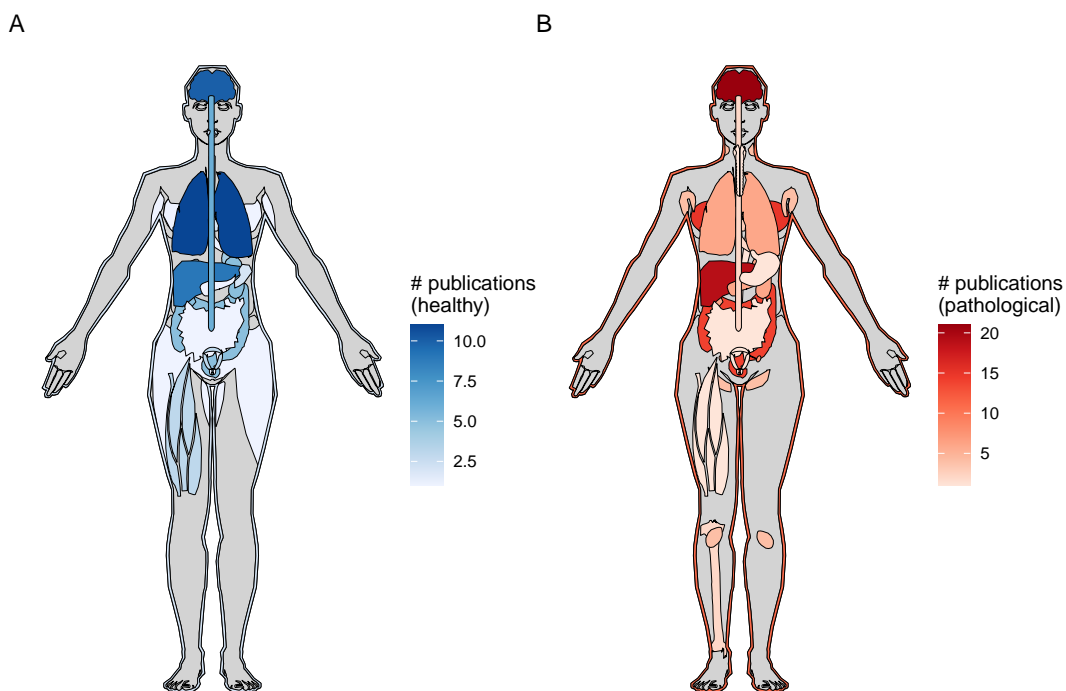 A
B
# publications
(healthy)
10.0
7.5
5.0
2.5
# publications
(pathological)
20
15
10
5